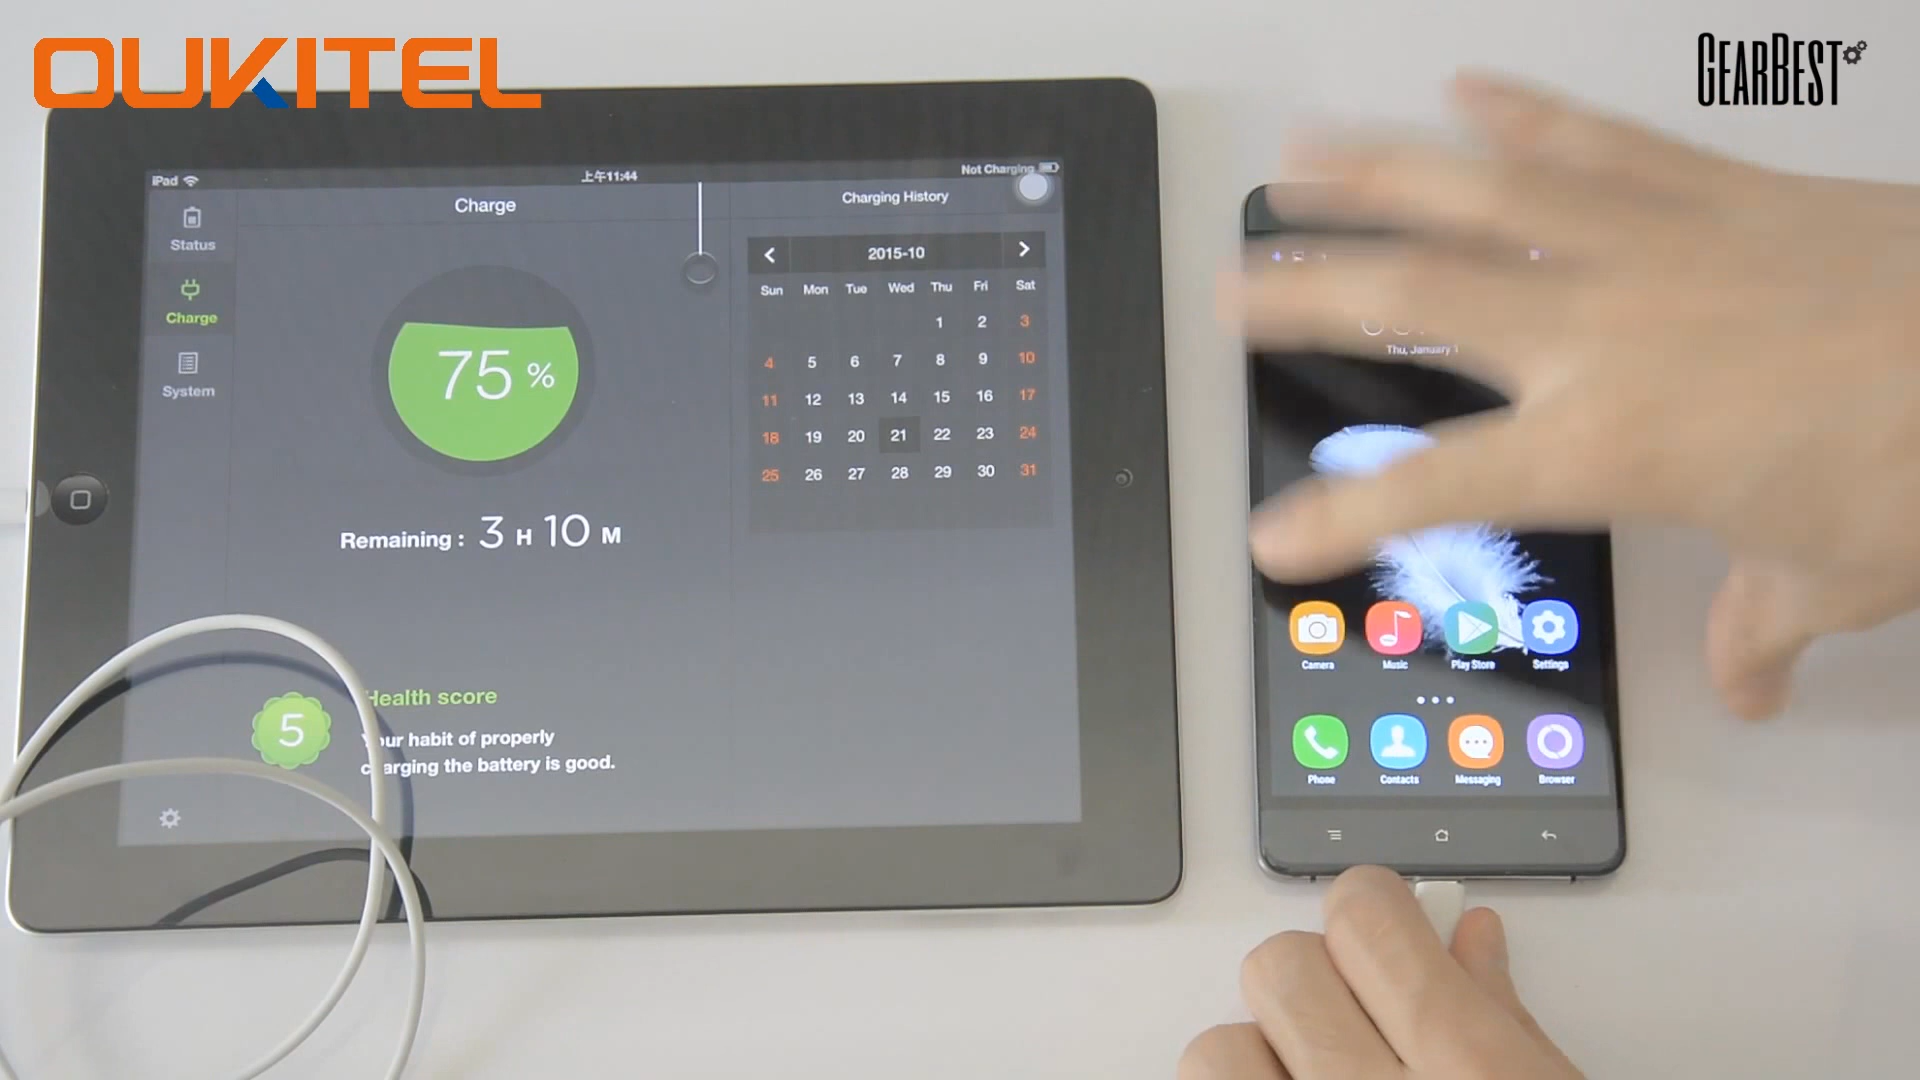 OUKITEL
GEARBEST
iPad
上午11:44
Not Charging
Status
Charge
System
Charge
75 %
Remaining : 3 H 10 M
5
Health score
Your habit of properly
charging the battery is good.
Charging History
2015-10
Sun Mon Tue Wed Thu Fri Sat
1 2 3
4 5 6 7 8 9 10
11 12 13 14 15 16 17
18 19 20 21 22 23 24
25 26 27 28 29 30 31
Thu, January 1
Camera Music Play Store Settings
Phone Contacts Messaging Browser